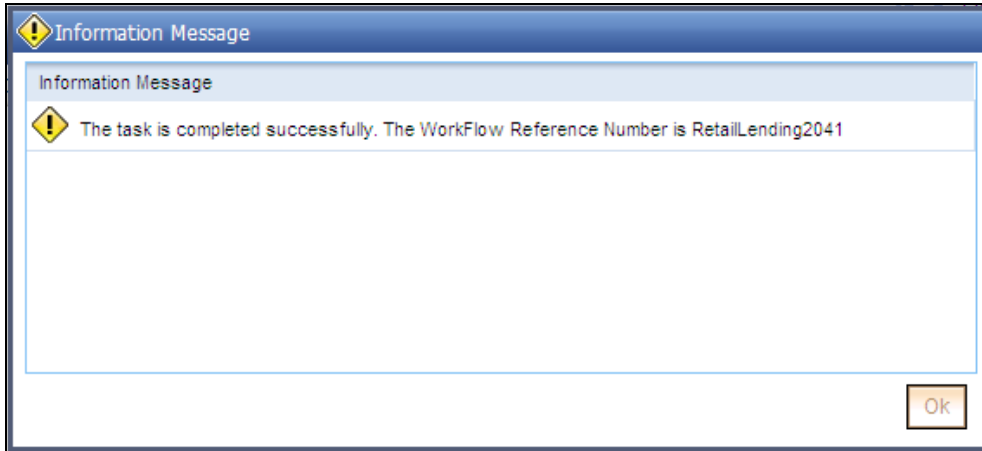 Information Message
Information Message
The task is completed successfully. The WorkFlow Reference Number is RetailLending2041
Ok